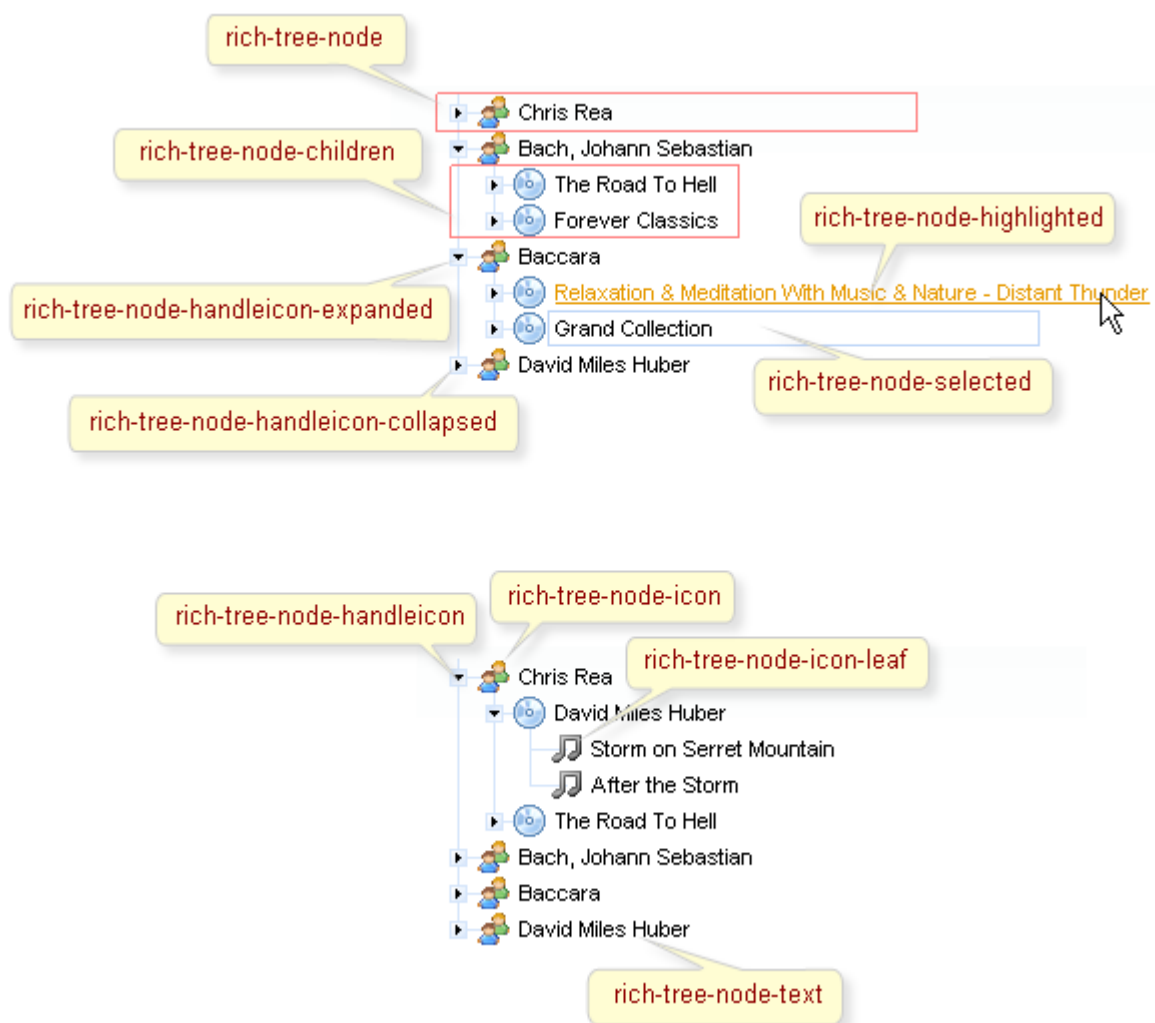 rich-tree-node
Chris Rea
rich-tree-node-children
Bach, Johann Sebastian
The Road To Hell
Forever Classics
rich-tree-node-highlighted
Baccara
Relaxation & Meditation With Music & Nature - Distant Thunder
rich-tree-node-handleicon-expanded
Grand Collection
David Miles Huber
rich-tree-node-selected
rich-tree-node-handleicon-collapsed
rich-tree-node-icon
rich-tree-node-handleicon
rich-tree-node-icon-leaf
Chris Rea
David Miles Huber
Storm on Serret Mountain
After the Storm
The Road To Hell
Bach, Johann Sebastian
Baccara
David Miles Huber
rich-tree-node-text